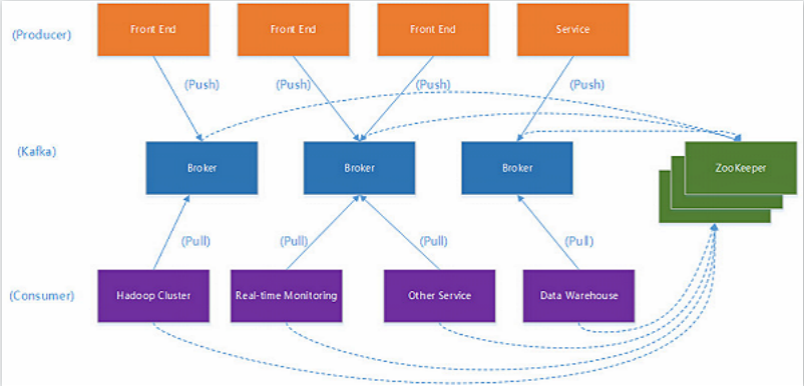 (Producer)
Front End
Front End
Front End
Service
(Push)
(Push)
(Push)
(Push)
(Kafka)
Broker
Broker
Broker
ZooKeeper
(Pull)
(Pull)
(Pull)
(Pull)
(Consumer)
Hadoop Cluster
Real-time Monitoring
Other Service
Data Warehouse